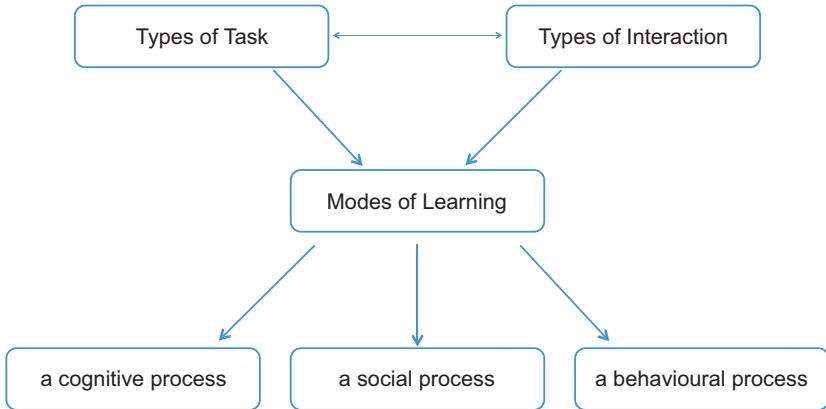 Types of Task
Types of Interaction
Modes of Learning
a cognitive process
a social process
a behavioural process